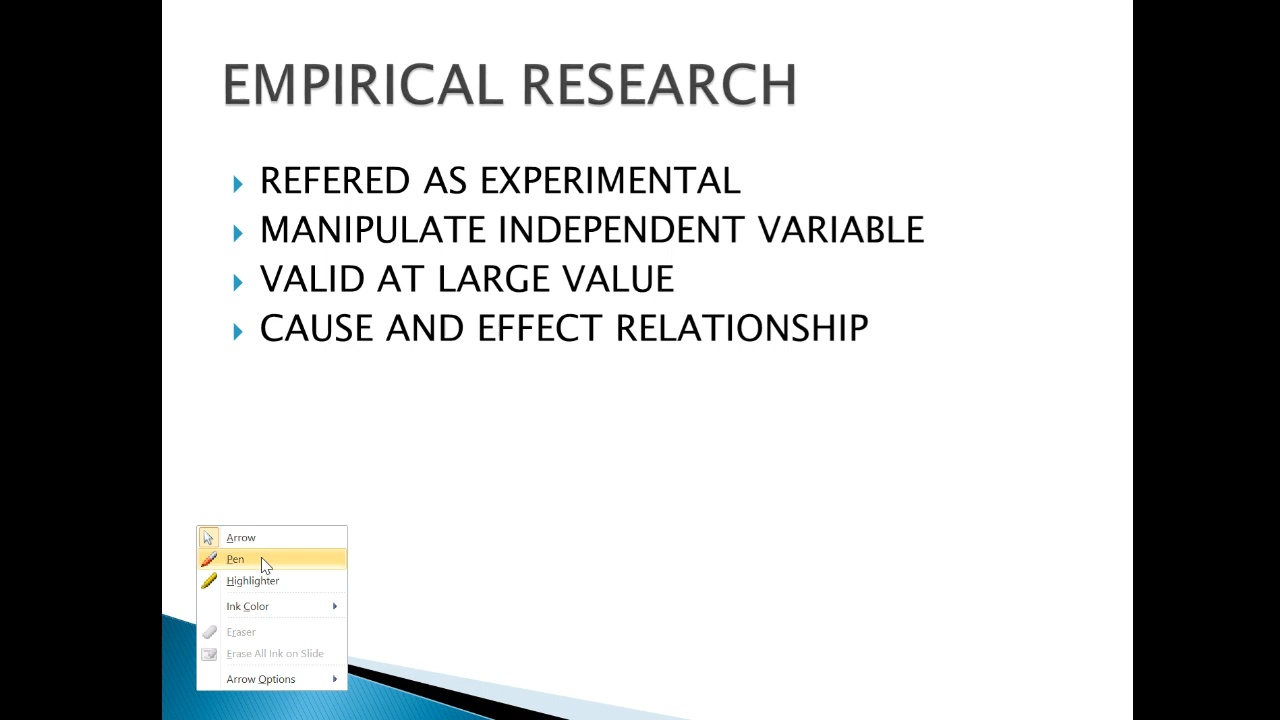 EMPIRICAL RESEARCH
REFERED AS EXPERIMENTAL
MANIPULATE INDEPENDENT VARIABLE
VALID AT LARGE VALUE
CAUSE AND EFFECT RELATIONSHIP
Arrow
Pen
Highlighter
Ink Color
Eraser
Erase All Ink on Slide
Arrow Options